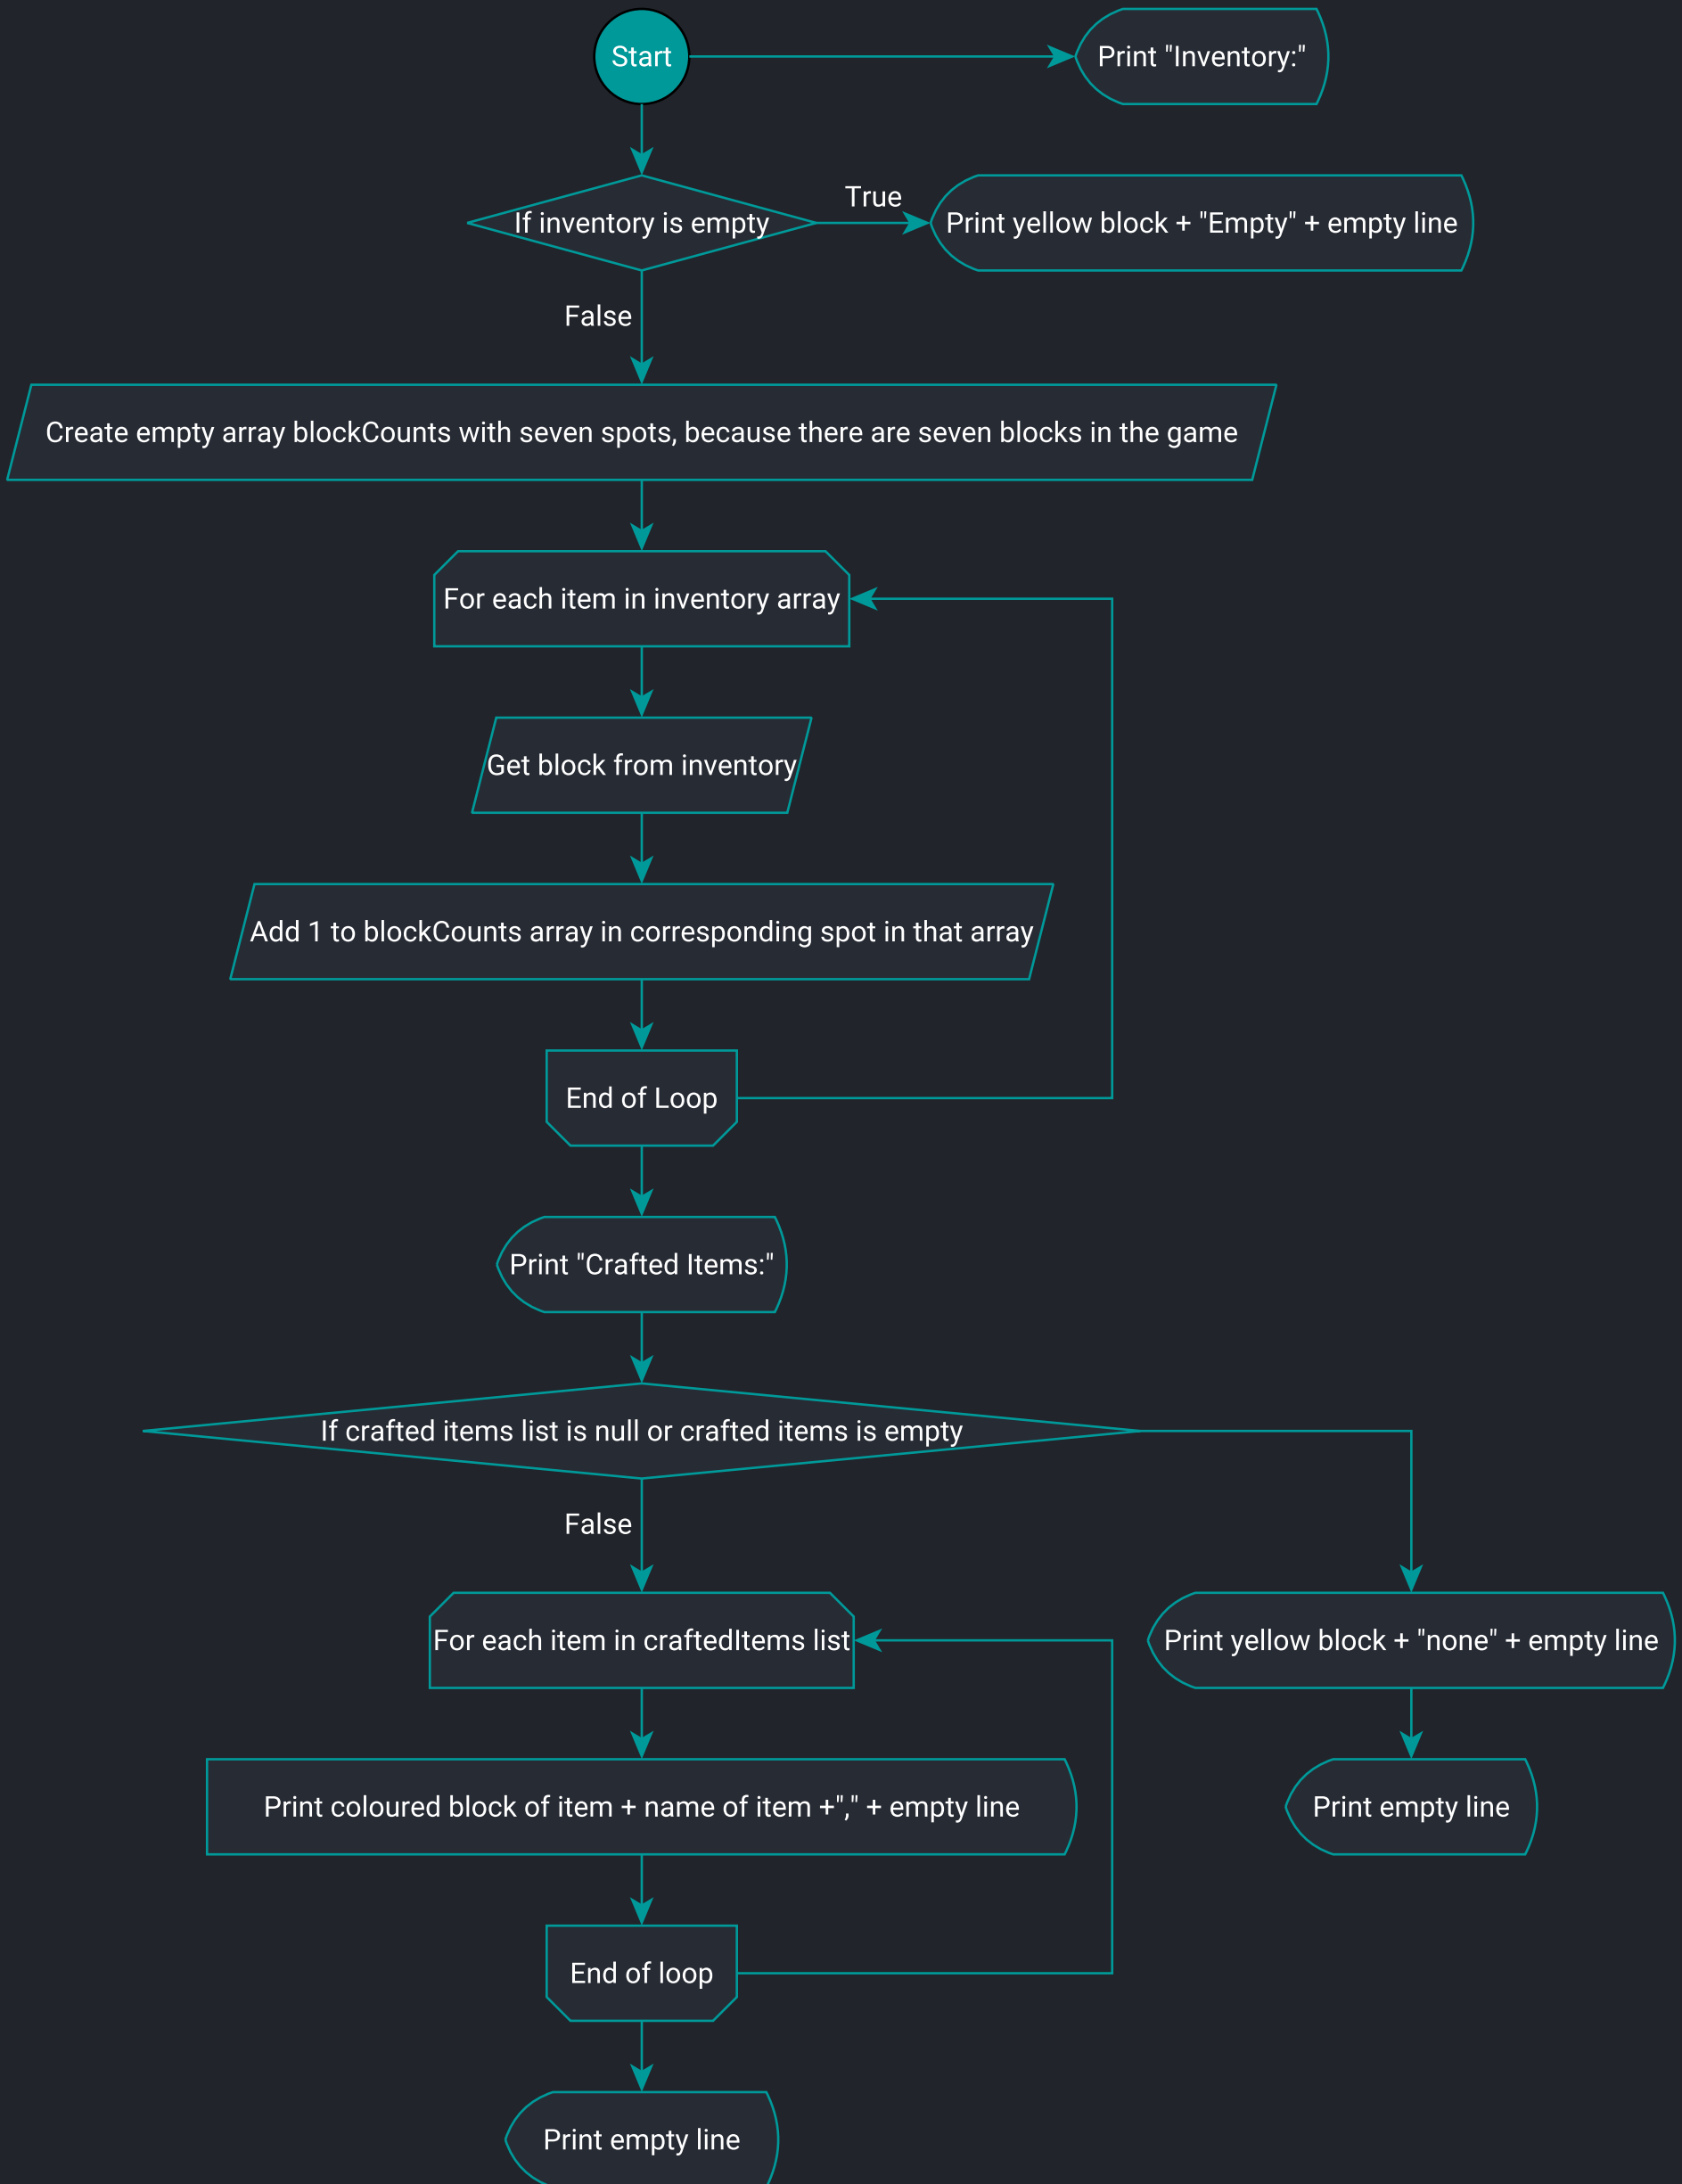 Start
Print "Inventory:"
If inventory is empty
True
Print yellow block + "Empty" + empty line
False
Create empty array blockCounts with seven spots, because there are seven blocks in the game
For each item in inventory array
Get block from inventory
Add 1 to blockCounts array in corresponding spot in that array
End of Loop
Print "Crafted Items:"
If crafted items list is null or crafted items is empty
False
For each item in craftedItems list
Print yellow block + "none" + empty line
Print coloured block of item + name of item +"," + empty line
Print empty line
End of loop
Print empty line